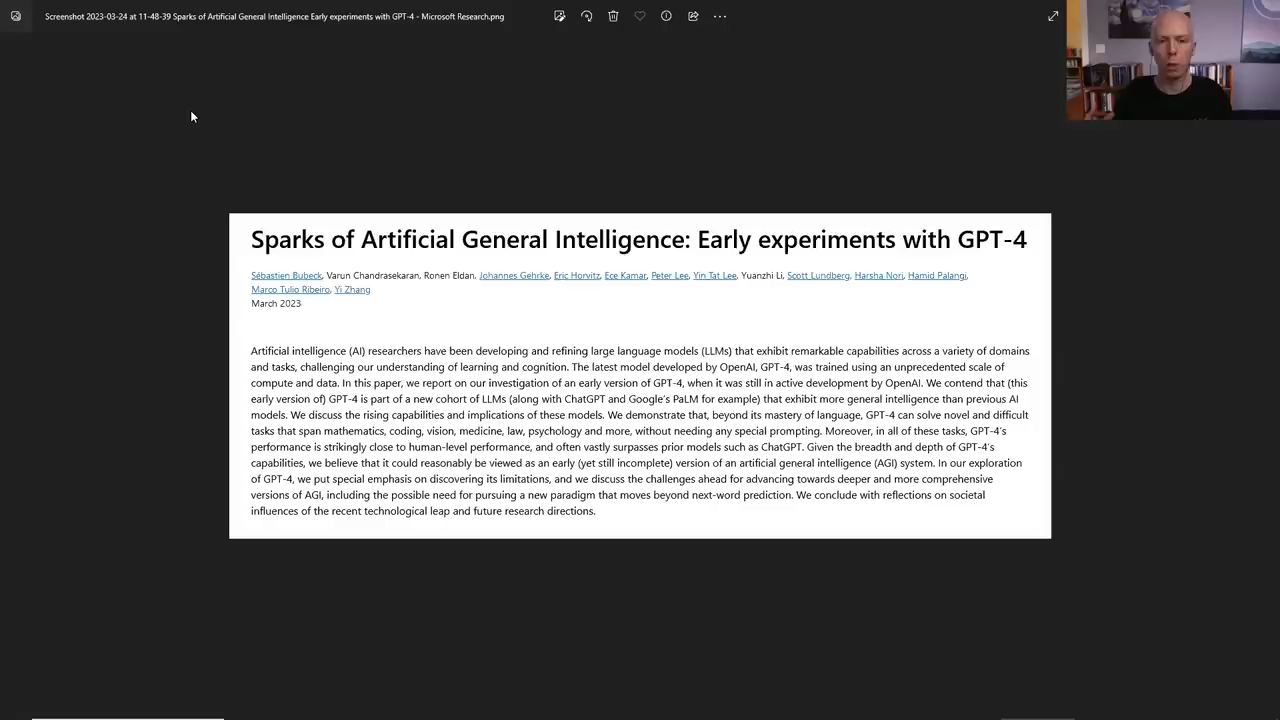 Screenshot 2023-03-24 at 11-48-39 Sparks of Artificial General Intelligence Early experiments with GPT-4 - Microsoft Research.png
Sparks of Artificial General Intelligence: Early experiments with GPT-4
Sébastien Bubeck, Varun Chandrasekaran, Ronen Eldan, Johannes Gehrke, Eric Horvitz, Ece Kamar, Peter Lee, Yin Tat Lee, Yuanzhi Li, Scott Lundberg, Harsha Nori, Hamid Palangi,
Marco Tulio Ribeiro, Yi Zhang
March 2023
Artificial intelligence (AI) researchers have been developing and refining large language models (LLMs) that exhibit remarkable capabilities across a variety of domains
and tasks, challenging our understanding of learning and cognition. The latest model developed by OpenAI, GPT-4, was trained using an unprecedented scale of
compute and data. In this paper, we report on our investigation of an early version of GPT-4, when it was still in active development by OpenAI. We contend that (this
early version of) GPT-4 is part of a new cohort of LLMs (along with ChatGPT and Google's PaLM for example) that exhibit more general intelligence than previous AI
models. We discuss the rising capabilities and implications of these models. We demonstrate that, beyond its mastery of language, GPT-4 can solve novel and difficult
tasks that span mathematics, coding, vision, medicine, law, psychology and more, without needing any special prompting. Moreover, in all of these tasks, GPT-4's
performance is strikingly close to human-level performance, and often vastly surpasses prior models such as ChatGPT. Given the breadth and depth of GPT-4's
capabilities, we believe that it could reasonably be viewed as an early (yet still incomplete) version of an artificial general intelligence (AGI) system. In our exploration
of GPT-4, we put special emphasis on discovering its limitations, and we discuss the challenges ahead for advancing towards deeper and more comprehensive
versions of AGI, including the possible need for pursuing a new paradigm that moves beyond next-word prediction. We conclude with reflections on societal
influences of the recent technological leap and future research directions.